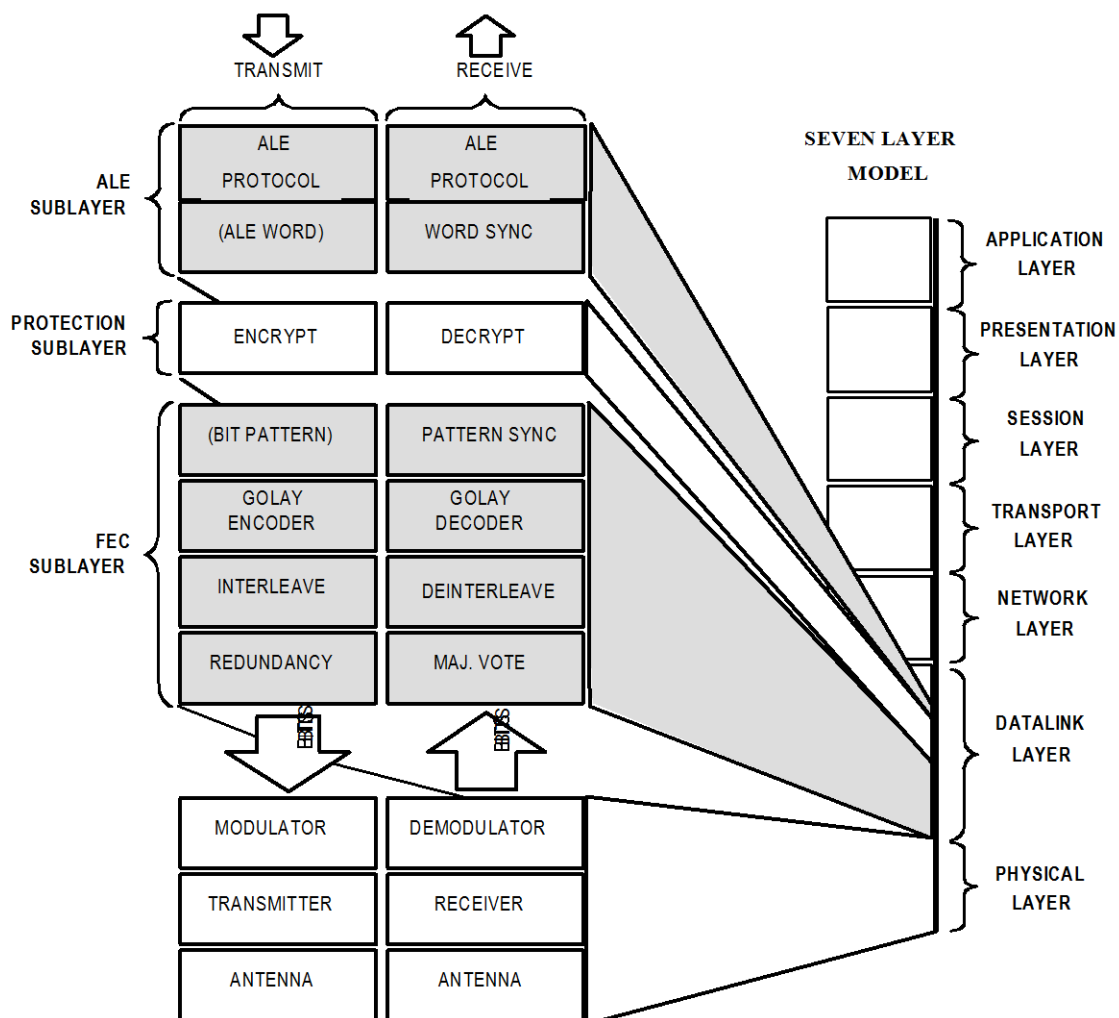 TRANSMIT
RECEIVE
SEVEN LAYER
MODEL
ALE
SUBLAYER
ALE
PROTOCOL
ALE
PROTOCOL
(ALE WORD)
WORD SYNC
PROTECTION
SUBLAYER
ENCRYPT
DECRYPT
FEC
SUBLAYER
(BIT PATTERN)
PATTERN SYNC
GOLAY
ENCODER
GOLAY
DECODER
INTERLEAVE
DEINTERLEAVE
REDUNDANCY
MAJ. VOTE
MODULATOR
DEMODULATOR
TRANSMITTER
RECEIVER
ANTENNA
ANTENNA
APPLICATION
LAYER
PRESENTATION
LAYER
SESSION
LAYER
TRANSPORT
LAYER
NETWORK
LAYER
DATALINK
LAYER
PHYSICAL
LAYER